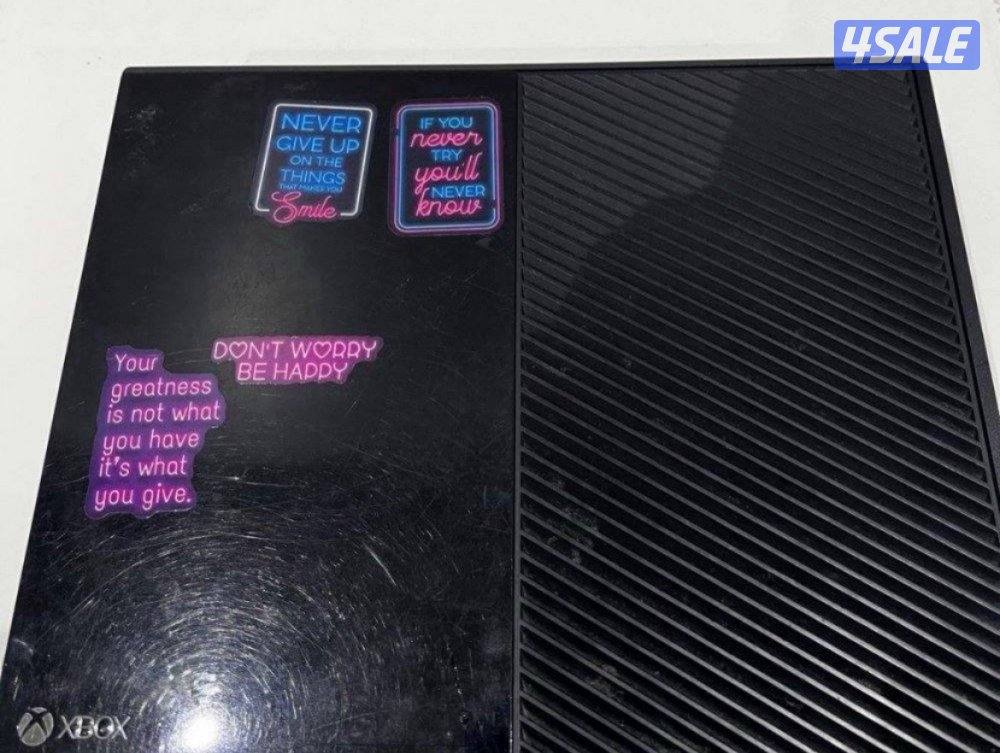 4SALE
NEVER
GIVE UP
ON THE
THINGS
THAT MAKES YOU
Smile
IF YOU
never
TRY
you'll
NEVER
know
DON'T WORRY
BE HAPPY
Your
greatness
is not what
you have
it's what
you give.
XBOX